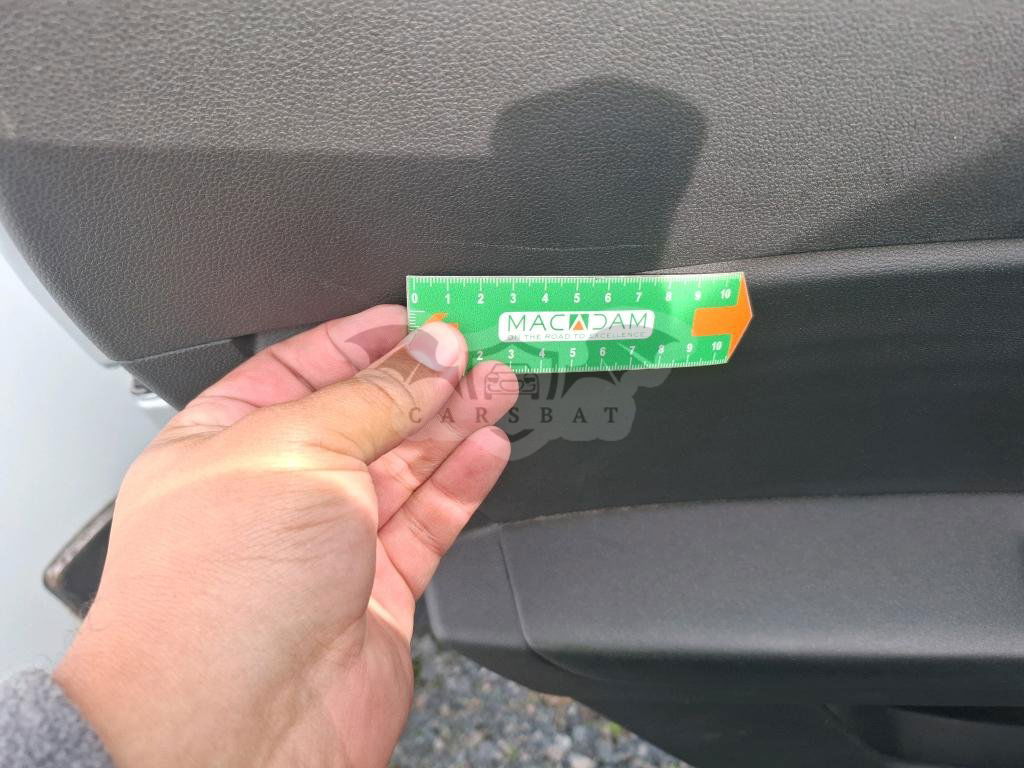 0 1 2 3 4 5 6 7 8 9 10
MACADAM
ON THE ROAD TO EXCELLENCE
2 3 4 5 6 7 8 9 10
CARSBAT